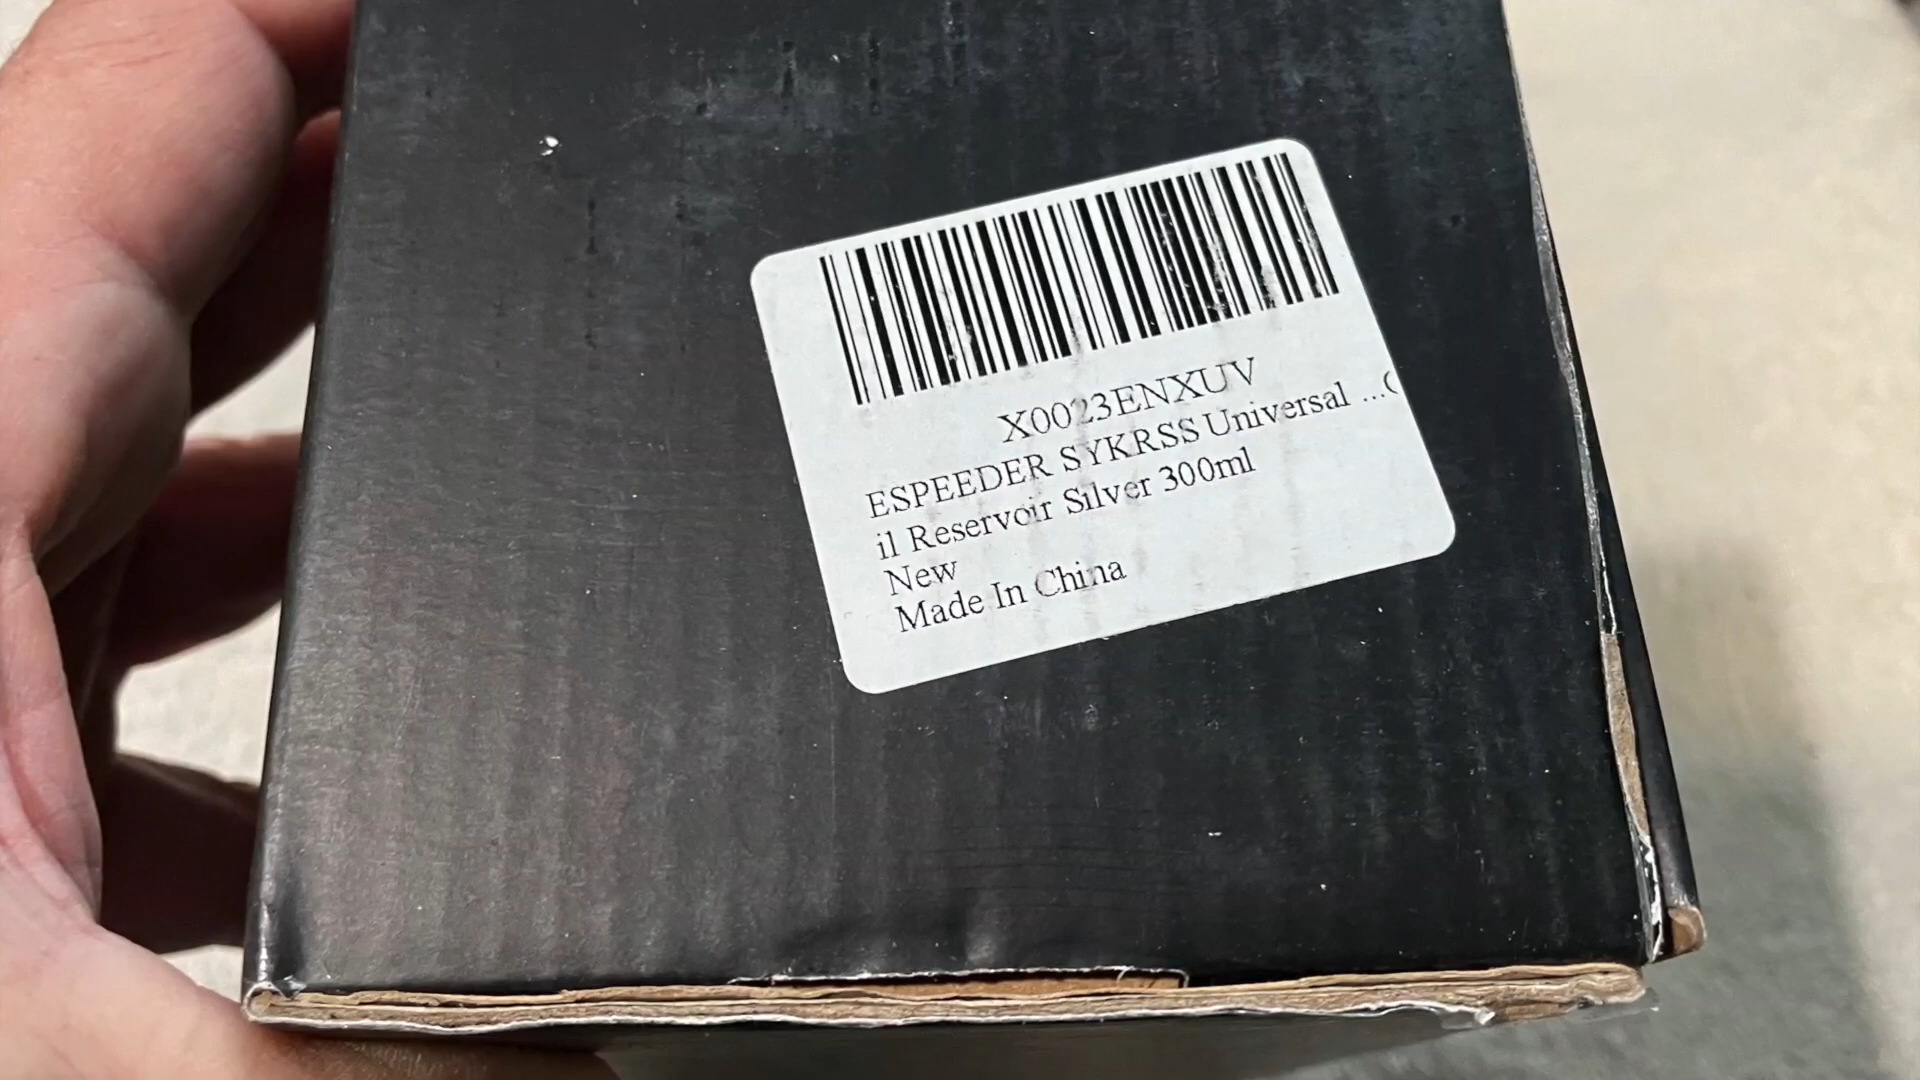 X0023ENXUV
ESPEEDER SYKRSS Universal ...(
il Reservoir Silver 300ml
New
Made In China